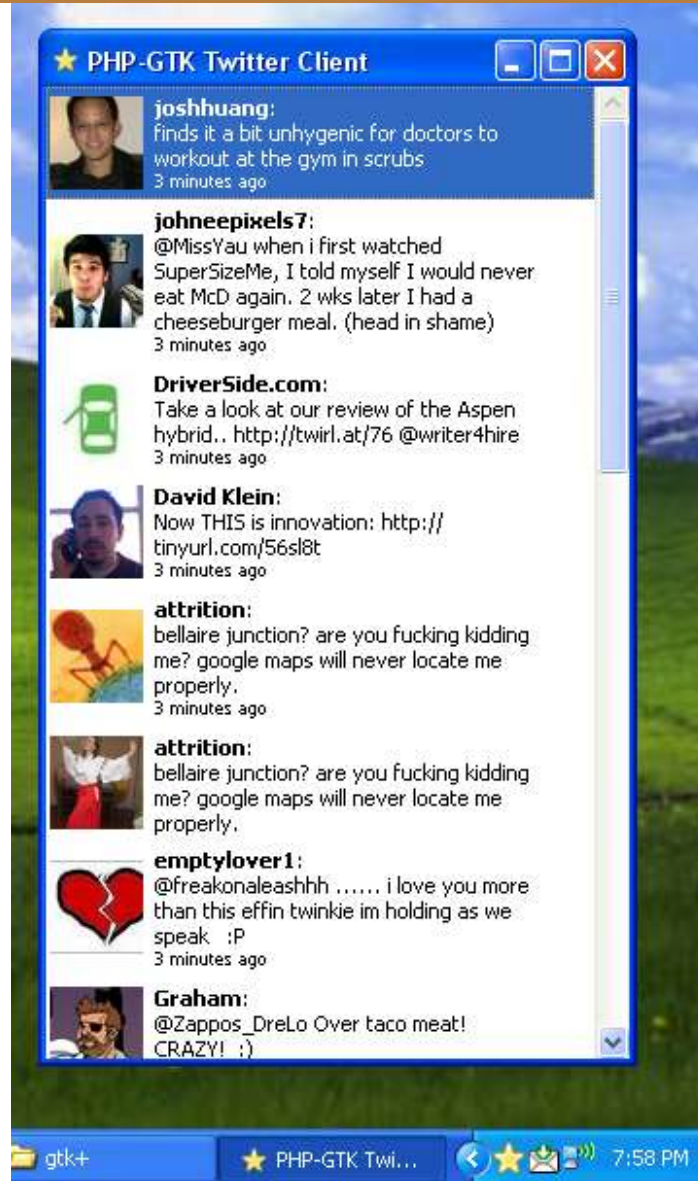 PHP-GTK Twitter Client
joshhuang:
finds it a bit unhygenic for doctors to
workout at the gym in scrubs
3 minutes ago
johneepixels7:
@MissYau when i first watched
SuperSizeMe, I told myself I would never
eat McD again. 2 wks later I had a
cheeseburger meal. (head in shame)
3 minutes ago
DriverSide.com:
Take a look at our review of the Aspen
hybrid.. http://twirl.at/76 @writer4hire
3 minutes ago
David Klein:
Now THIS is innovation: http://
tinyurl.com/56sl8t
3 minutes ago
attrition:
bellaire junction? are you fucking kidding
me? google maps will never locate me
properly.
3 minutes ago
attrition:
bellaire junction? are you fucking kidding
me? google maps will never locate me
properly.
emptylover1:
@freakonaleashhh ...... i love you more
than this effin twinkie im holding as we
speak :P
3 minutes ago
Graham:
@Zappos_DreLo Over taco meat!
CRAZY! :)
gtk+
PHP-GTK Twi...
7:58 PM